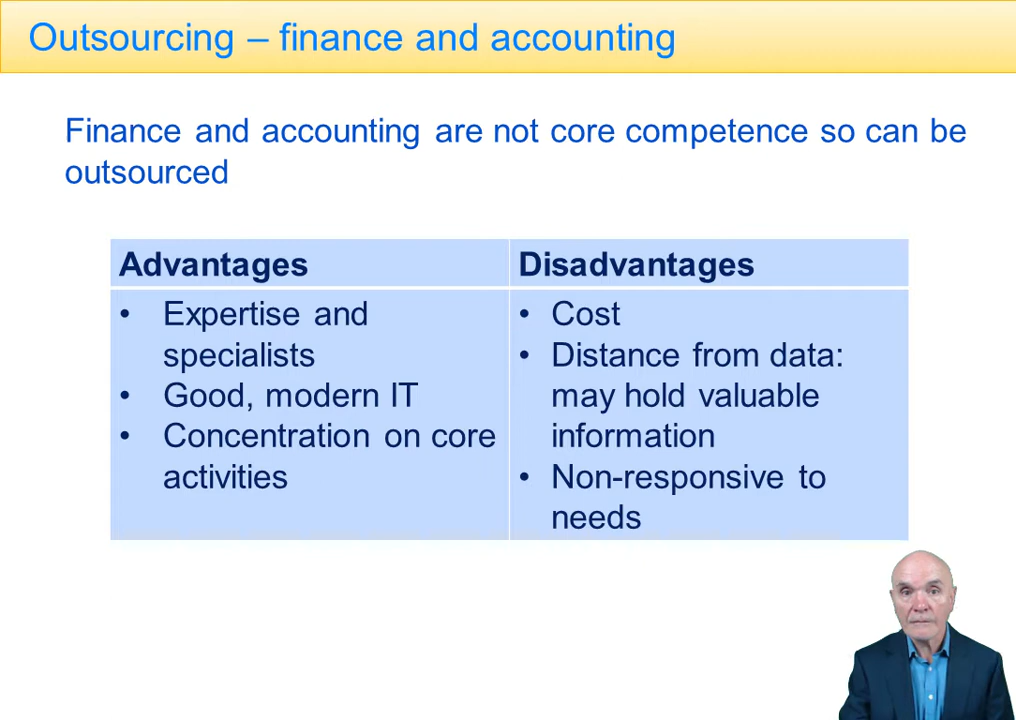 Outsourcing – finance and accounting
Finance and accounting are not core competence so can be
outsourced
Advantages
Disadvantages
• Expertise and
specialists
• Good, modern IT
• Concentration on core
activities
• Cost
• Distance from data:
may hold valuable
information
• Non-responsive to
needs